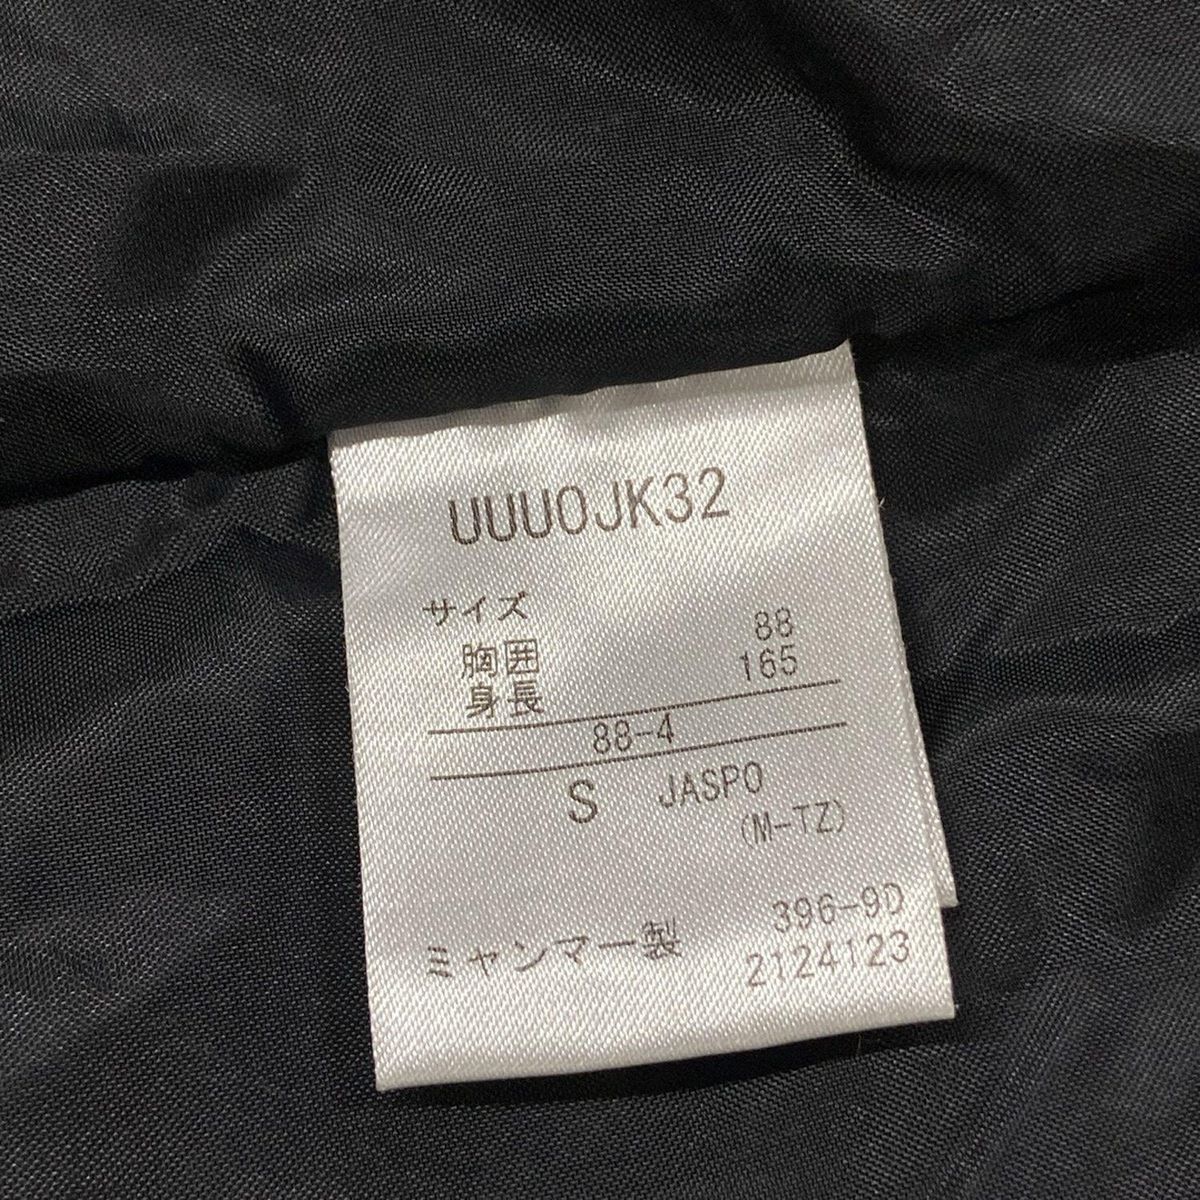 UUUOJK32
サイズ
胸囲 88
身長 165
88-4
S JASPO
(M-TZ)
396-9D
ミャンマー製 2124123